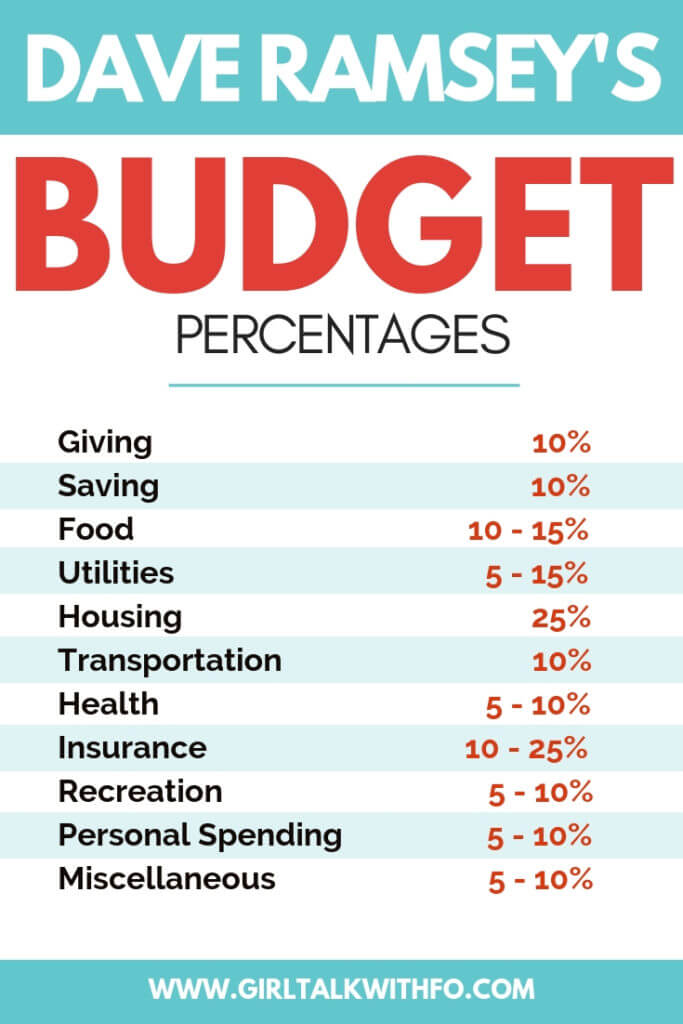 DAVE RAMSEY'S
BUDGET
PERCENTAGES
Giving 10%
Saving 10%
Food 10 - 15%
Utilities 5 - 15%
Housing 25%
Transportation 10%
Health 5 - 10%
Insurance 10 - 25%
Recreation 5 - 10%
Personal Spending 5 - 10%
Miscellaneous 5 - 10%
WWW.GIRLTALKWITHFO.COM